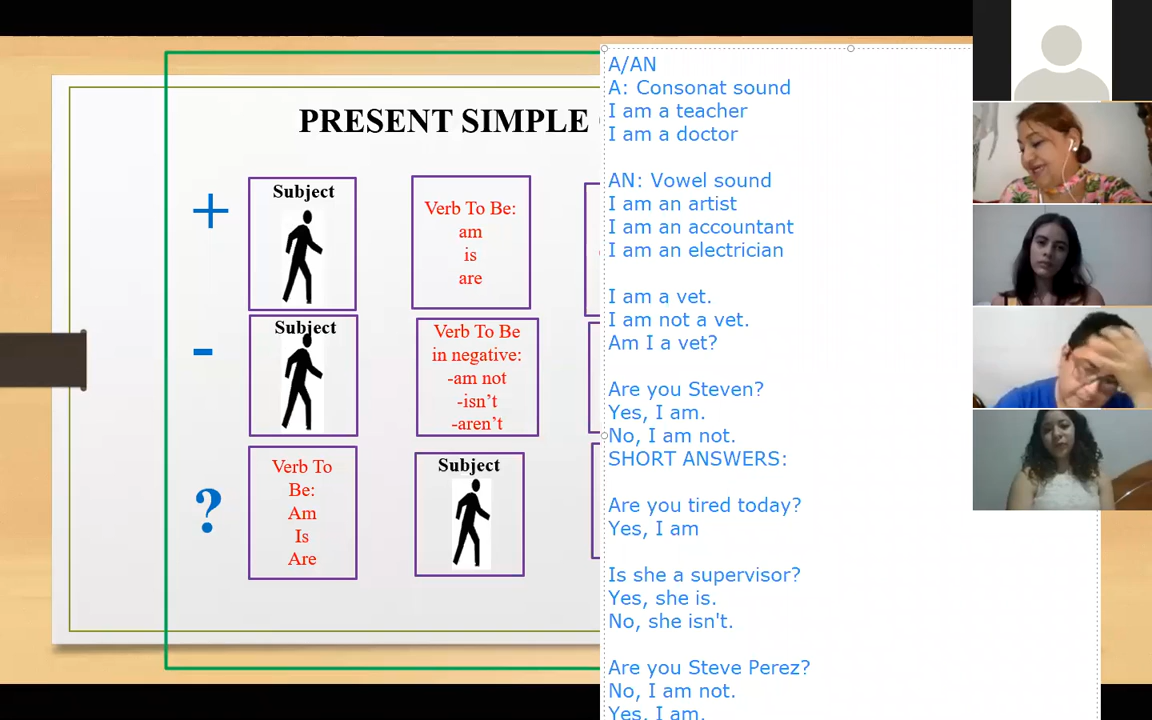 PRESENT SIMPLE
+
Subject
Verb To Be:
am
is
are
-
Subject
Verb To Be
in negative:
-am not
-isn’t
-aren’t
?
Verb To
Be:
Am
Is
Are
Subject
A/AN
A: Consonat sound
I am a teacher
I am a doctor
AN: Vowel sound
I am an artist
I am an accountant
I am an electrician
I am a vet.
I am not a vet.
Am I a vet?
Are you Steven?
Yes, I am.
No, I am not.
SHORT ANSWERS:
Are you tired today?
Yes, I am
Is she a supervisor?
Yes, she is.
No, she isn't.
Are you Steve Perez?
No, I am not.
Yes, I am.